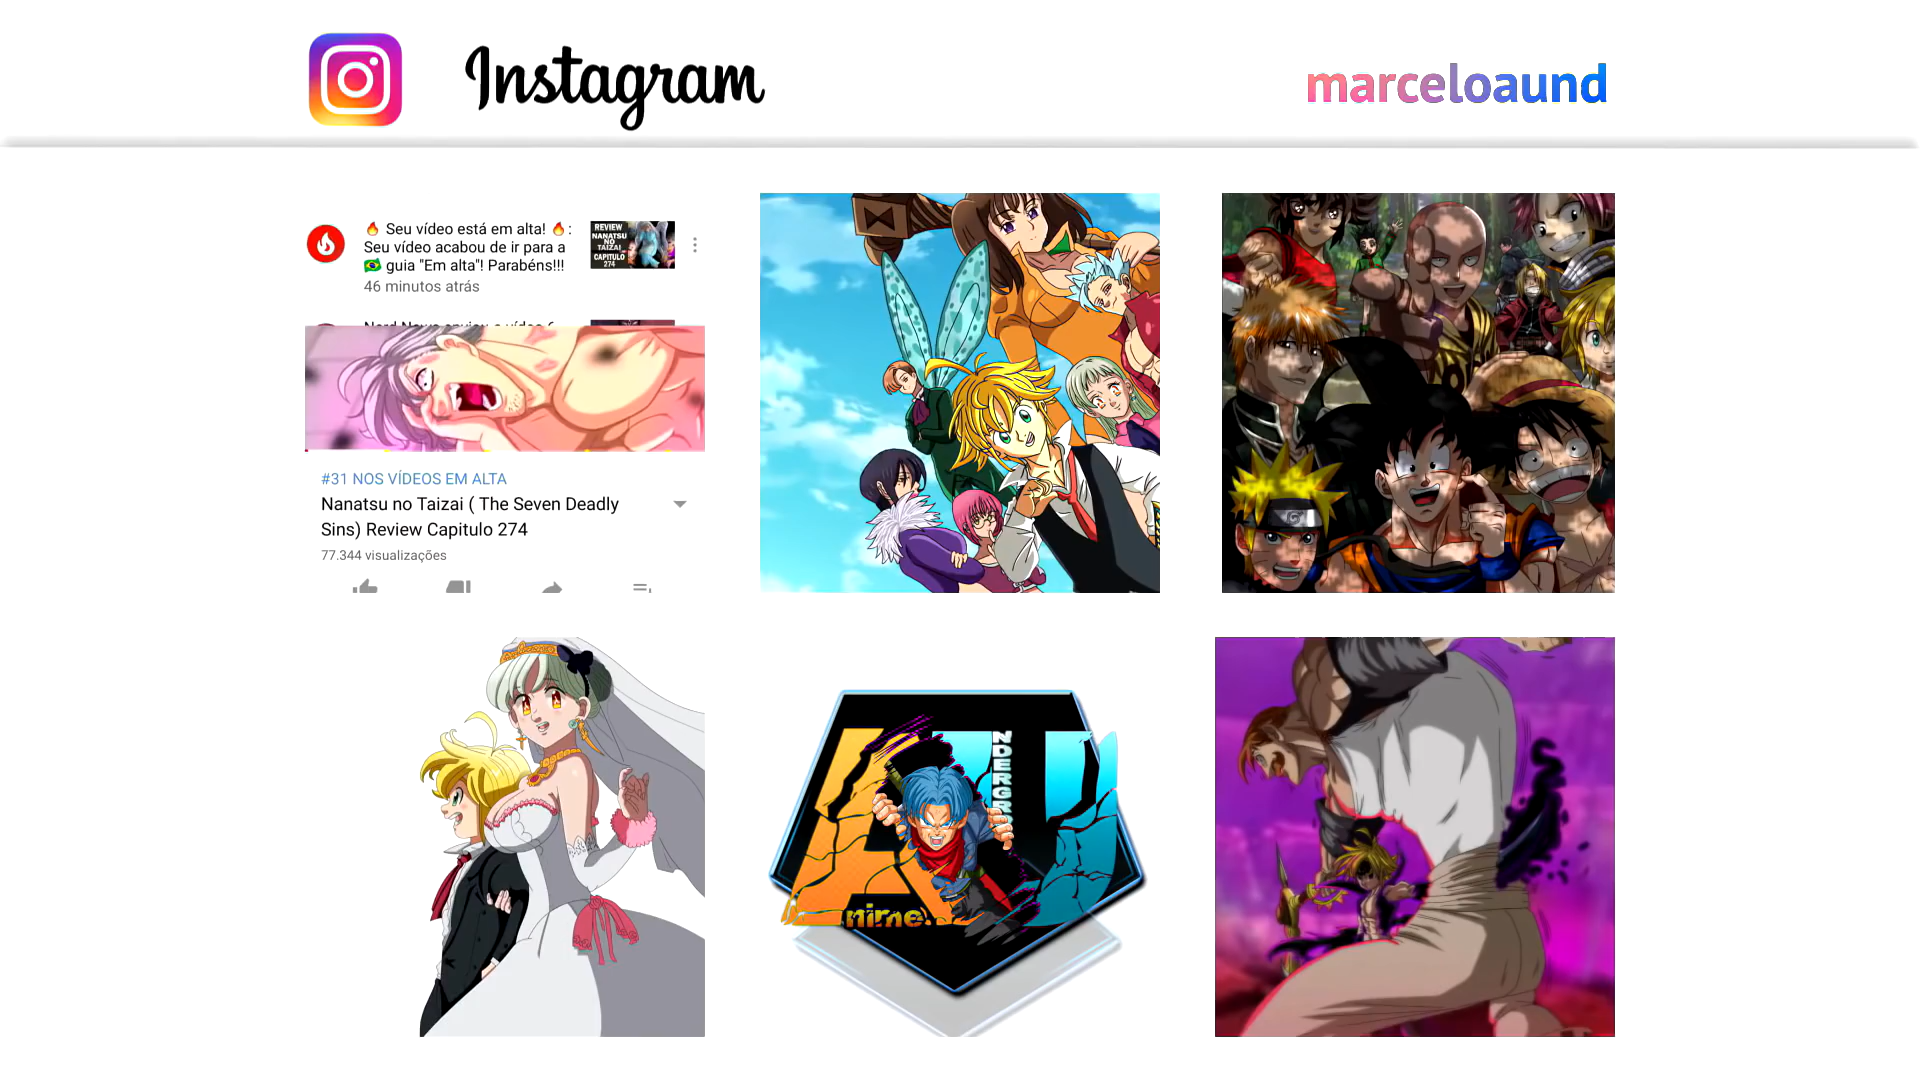 Instagram
marceloaund
🔥 Seu vídeo está em alta! 🔥:
Seu vídeo acabou de ir para a
🇧🇷 guia "Em alta"! Parabéns!!!
46 minutos atrás
REVIEW
NANATSU
NO
TAIZAI
CAPITULO
274
#31 NOS VÍDEOS EM ALTA
Nanatsu no Taizai ( The Seven Deadly
Sins) Review Capitulo 274
77.344 visualizações
AU
NDERGR
nime